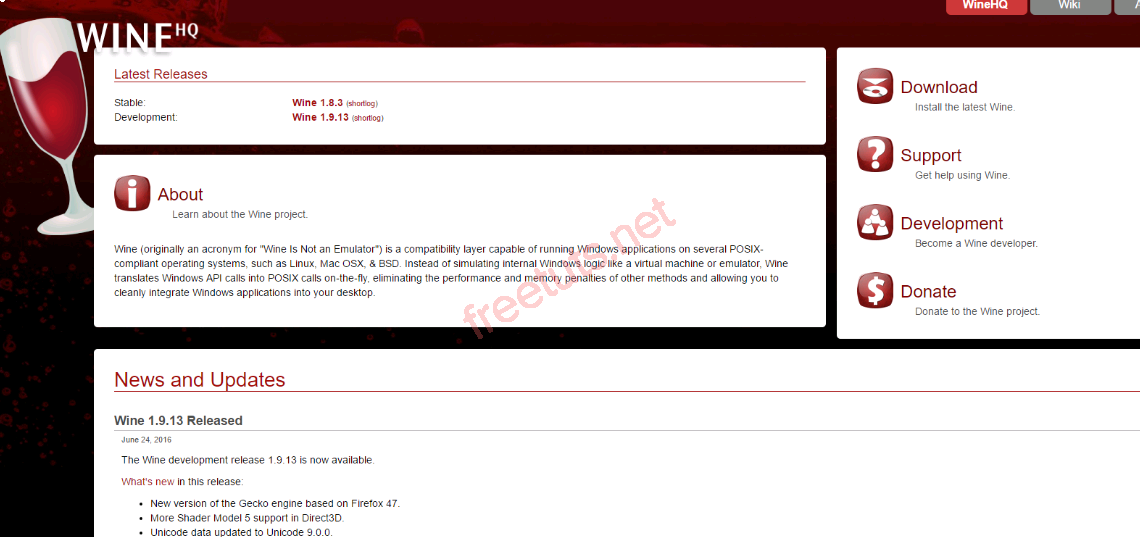 WineHQ
Wiki
WINE HQ
Latest Releases
Stable: Wine 1.8.3 (shortlog)
Development: Wine 1.9.13 (shortlog)
About
Learn about the Wine project.
Wine (originally an acronym for "Wine Is Not an Emulator") is a compatibility layer capable of running Windows applications on several POSIX-
compliant operating systems, such as Linux, Mac OSX, & BSD. Instead of simulating internal Windows logic like a virtual machine or emulator, Wine
translates Windows API calls into POSIX calls on-the-fly, eliminating the performance and memory penalties of other methods and allowing you to
cleanly integrate Windows applications into your desktop.
Download
Install the latest Wine.
Support
Get help using Wine.
Development
Become a Wine developer.
Donate
Donate to the Wine project.
freetuts.net
News and Updates
Wine 1.9.13 Released
June 24, 2016
The Wine development release 1.9.13 is now available.
What's new in this release:
• New version of the Gecko engine based on Firefox 47.
• More Shader Model 5 support in Direct3D.
• Unicode data updated to Unicode 9.0.0.